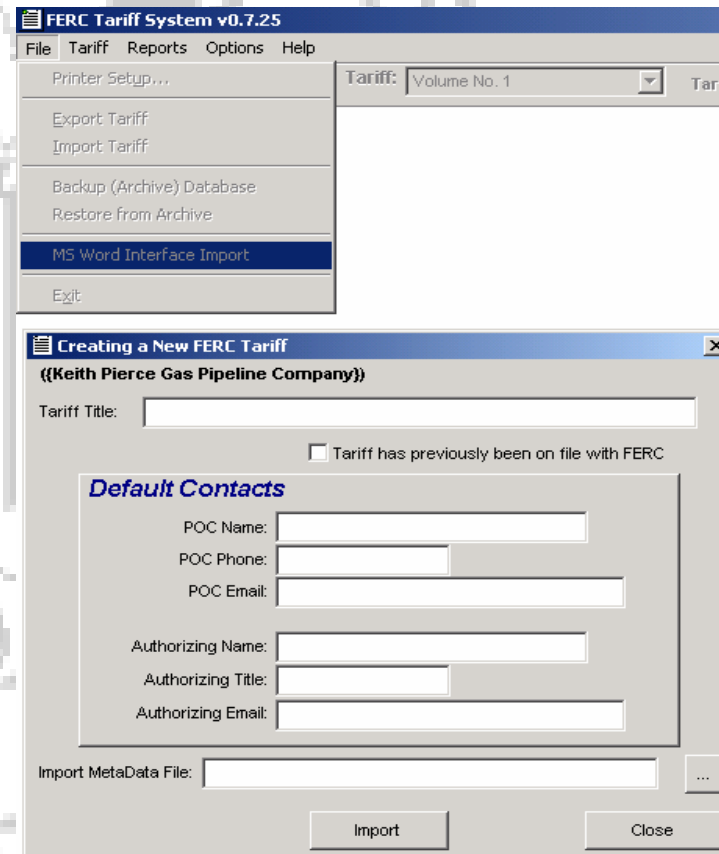 FERC Tariff System v0.7.25
File Tariff Reports Options Help
Printer Setup... Tariff: Volume No. 1 Tar
Export Tariff
Import Tariff
Backup (Archive) Database
Restore from Archive
MS Word Interface Import
Exit
Creating a New FERC Tariff
({Keith Pierce Gas Pipeline Company})
Tariff Title:
Tariff has previously been on file with FERC
Default Contacts
POC Name:
POC Phone:
POC Email:
Authorizing Name:
Authorizing Title:
Authorizing Email:
Import MetaData File: ...
Import Close